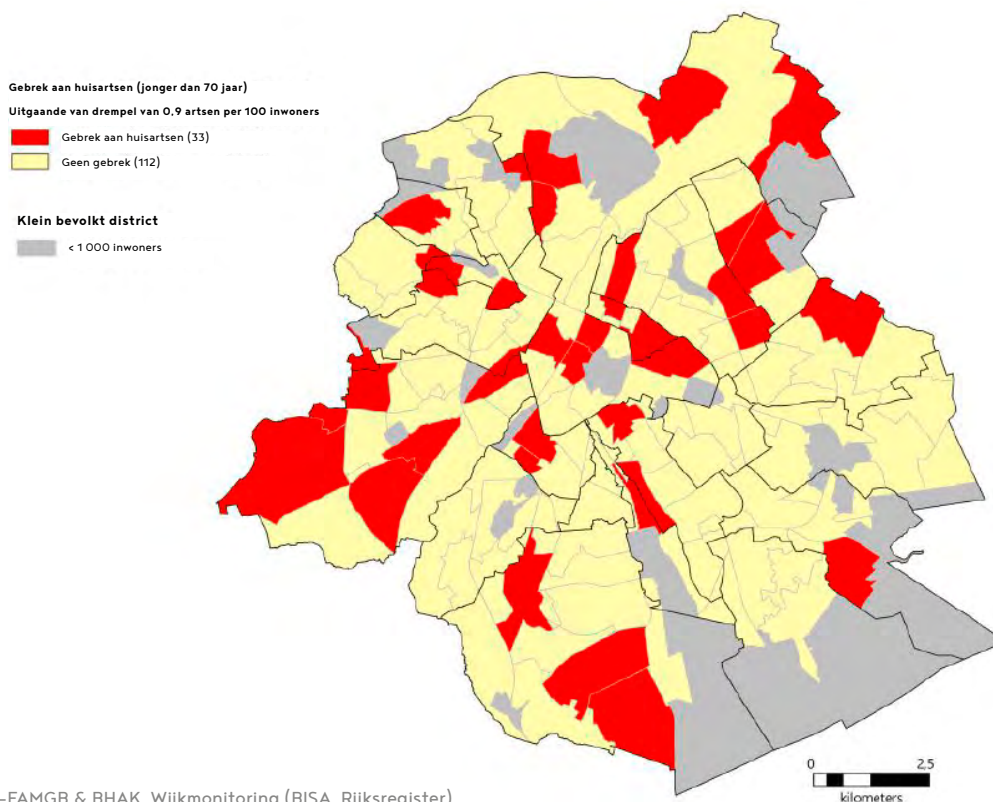 Gebrek aan huisartsen (jonger dan 70 jaar)
Uitgaande van drempel van 0,9 artsen per 100 inwoners
Gebrek aan huisartsen (33)
Geen gebrek (112)
Klein bevolkt district
< 1 000 inwoners
0 2,5
kilometers
-FAMGB & BHAK, Wijkmonitoring (BISA, Rijksregister)